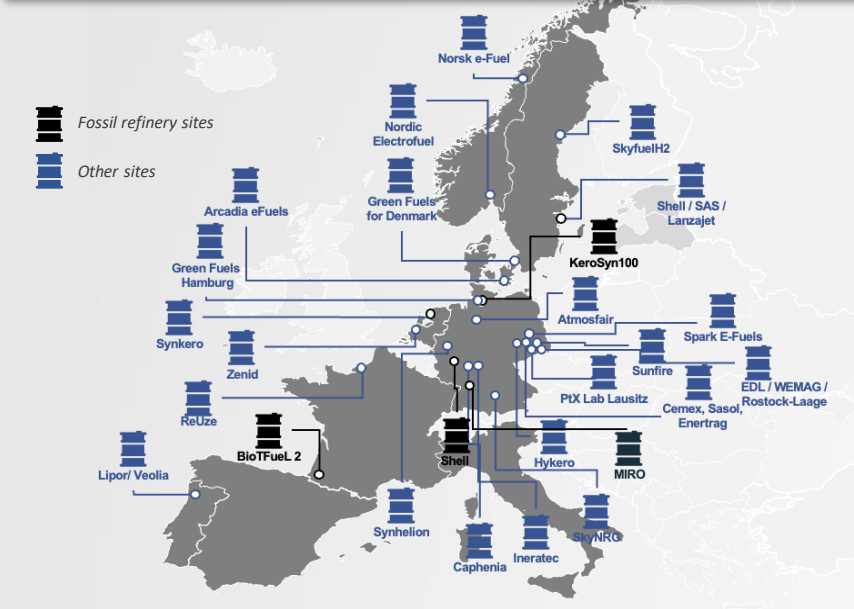 Norsk e-Fuel
Fossil refinery sites
Other sites
Nordic
Electrofuel
SkyfuelH2
Arcadia eFuels
Green Fuels
for Denmark
Shell / SAS /
Lanzajet
Green Fuels
Hamburg
KeroSyn100
Synkero
Atmosfair
Spark E-Fuels
Zenid
Sunfire
EDL / WEMAG /
Rostock-Laage
PtX Lab Lausitz
Cemex, Sasol,
Enertrag
ReUze
BioTFueL 2
Shell
Hykero
MIRO
Lipor/ Veolia
Synhelion
Caphenia
Ineratec
SkyNRG